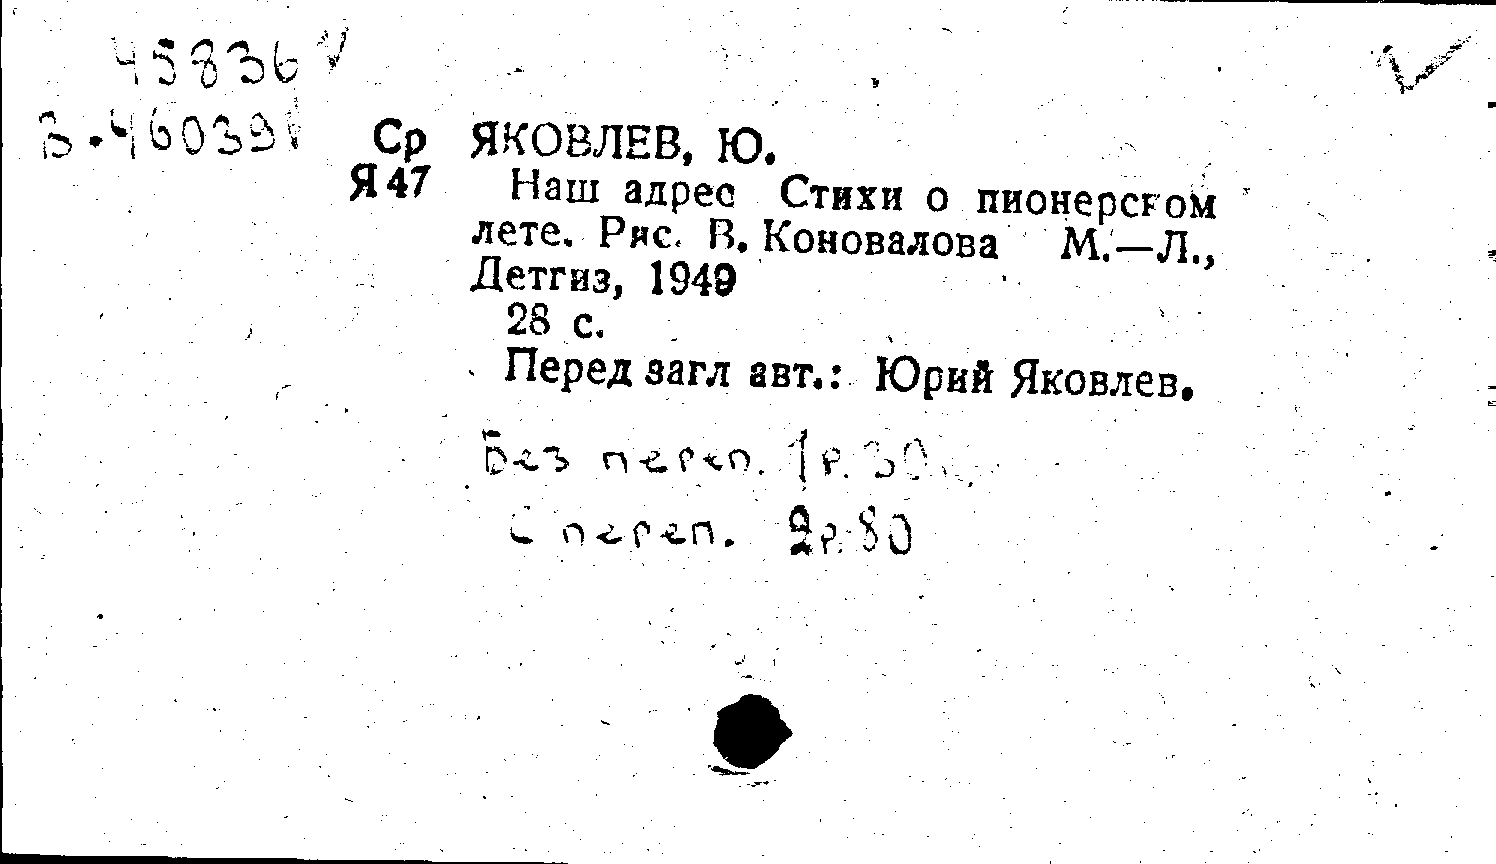 45836 V
В.460391
Ср ЯКОВЛЕВ, Ю.
Я47 Наш адрес Стихи о пионерском
лете. Рис. В. Коновалова М.—Л.,
Детгиз, 1949
28 с.
Перед загл авт.: Юрий Яковлев.
Без переп. 1р. 30
С переп. 2р. 80